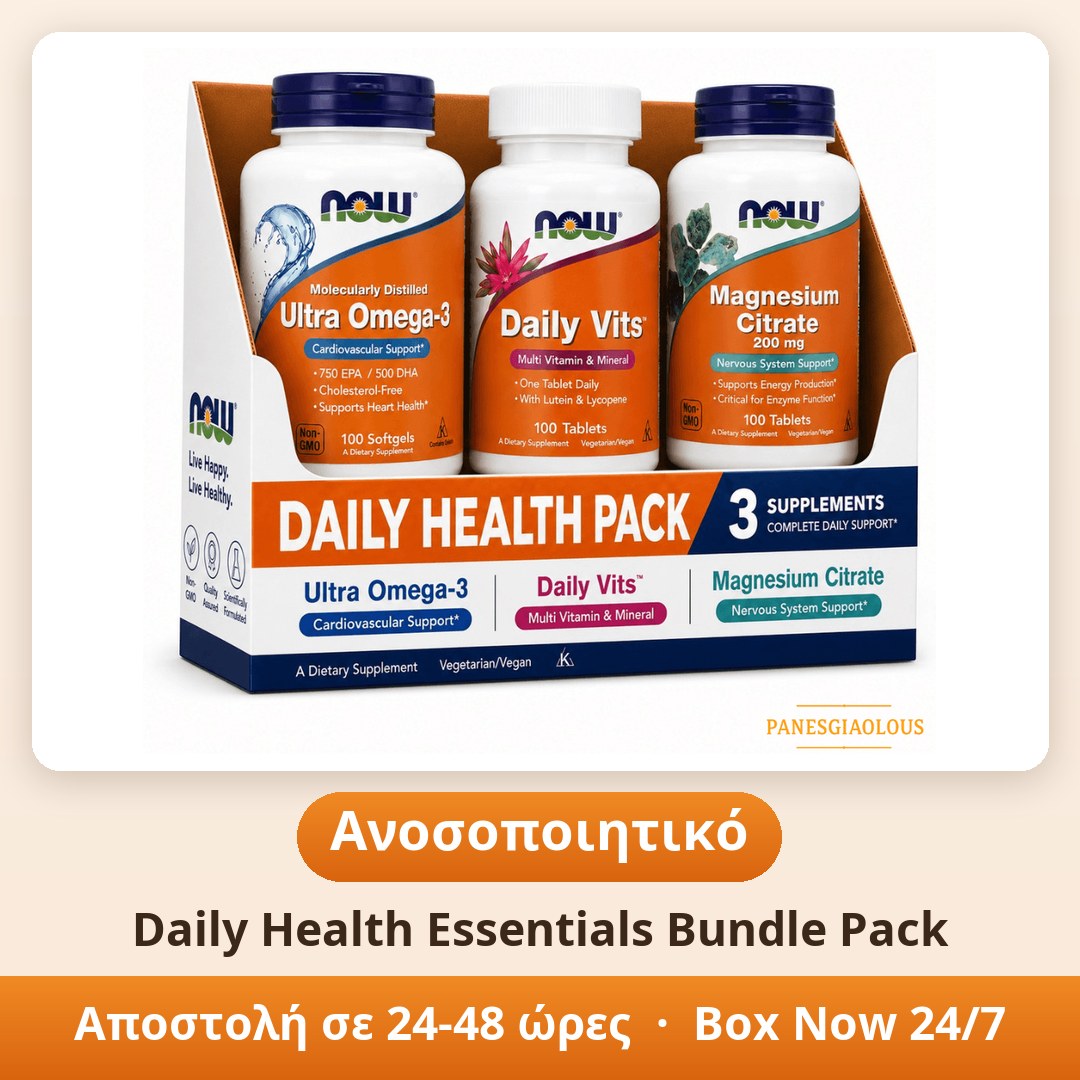 now
Molecularly Distilled
Ultra Omega-3
Cardiovascular Support*
• 750 EPA / 500 DHA
• Cholesterol-Free
• Supports Heart Health*
Non-GMO
100 Softgels
A Dietary Supplement
now
Daily Vits™
Multi Vitamin & Mineral
• One Tablet Daily
• With Lutein & Lycopene
100 Tablets
A Dietary Supplement Vegetarian/Vegan
now
Magnesium
Citrate
200 mg
Nervous System Support*
• Supports Energy Production*
• Critical for Enzyme Function*
Non-GMO
100 Tablets
A Dietary Supplement Vegetarian/Vegan
now
Live Happy.
Live Healthy.
Non-GMO
Quality Assured
Scientifically Formulated
DAILY HEALTH PACK
3 SUPPLEMENTS
COMPLETE DAILY SUPPORT*
Ultra Omega-3
Cardiovascular Support*
Daily Vits™
Multi Vitamin & Mineral
Magnesium Citrate
Nervous System Support*
A Dietary Supplement Vegetarian/Vegan K
PANESGIAOLOUS
Ανοσοποιητικό
Daily Health Essentials Bundle Pack
Αποστολή σε 24-48 ώρες · Box Now 24/7